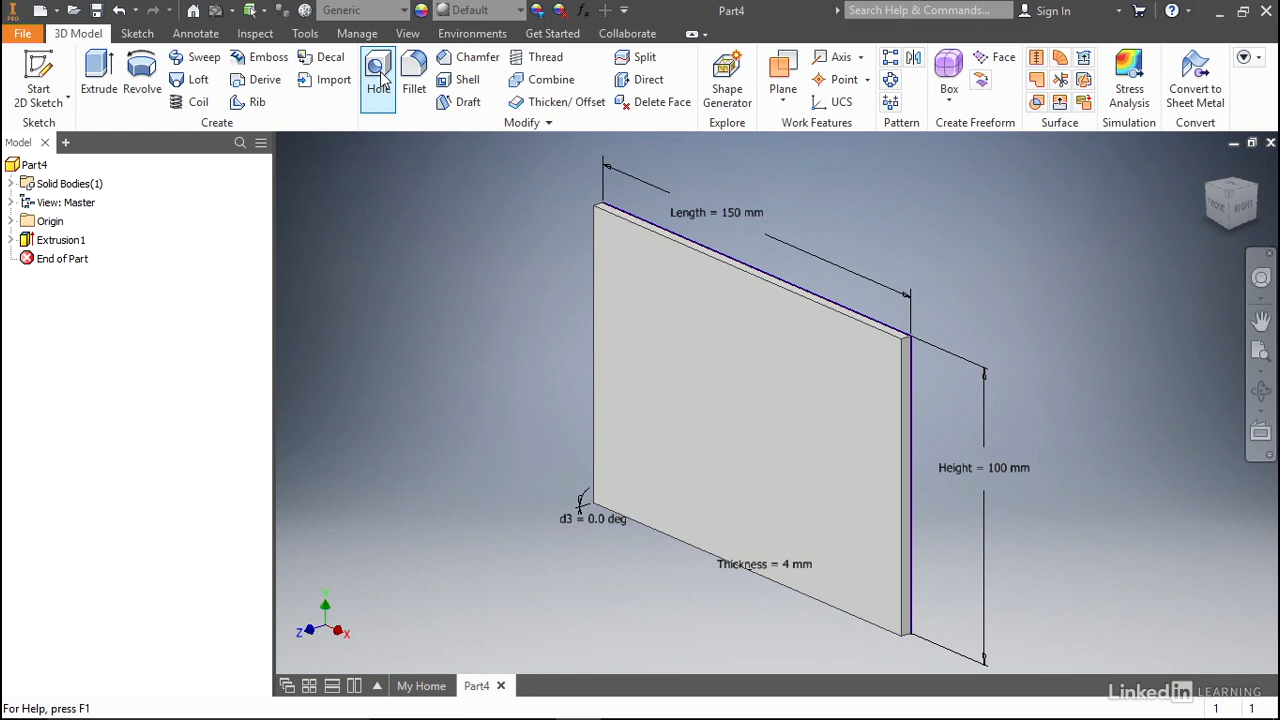 PRO
Generic
Default
Part4
Search Help & Commands...
Sign In
File
3D Model
Sketch
Annotate
Inspect
Tools
Manage
View
Environments
Get Started
Collaborate
Start
2D Sketch
Extrude
Revolve
Sweep
Emboss
Decal
Loft
Derive
Import
Coil
Rib
Hole
Fillet
Chamfer
Thread
Split
Shell
Combine
Direct
Draft
Thicken/ Offset
Delete Face
Shape
Generator
Plane
Axis
Point
UCS
Box
Face
Stress
Analysis
Convert to
Sheet Metal
Sketch
Create
Modify
Explore
Work Features
Pattern
Create Freeform
Surface
Simulation
Convert
Model
Part4
Solid Bodies(1)
View: Master
Origin
Extrusion1
End of Part
FRONT
RIGHT
Length = 150 mm
Height = 100 mm
d3 = 0.0 deg
Thickness = 4 mm
Y
Z
X
My Home
Part4
LinkedIn LEARNING
For Help, press F1
1
1